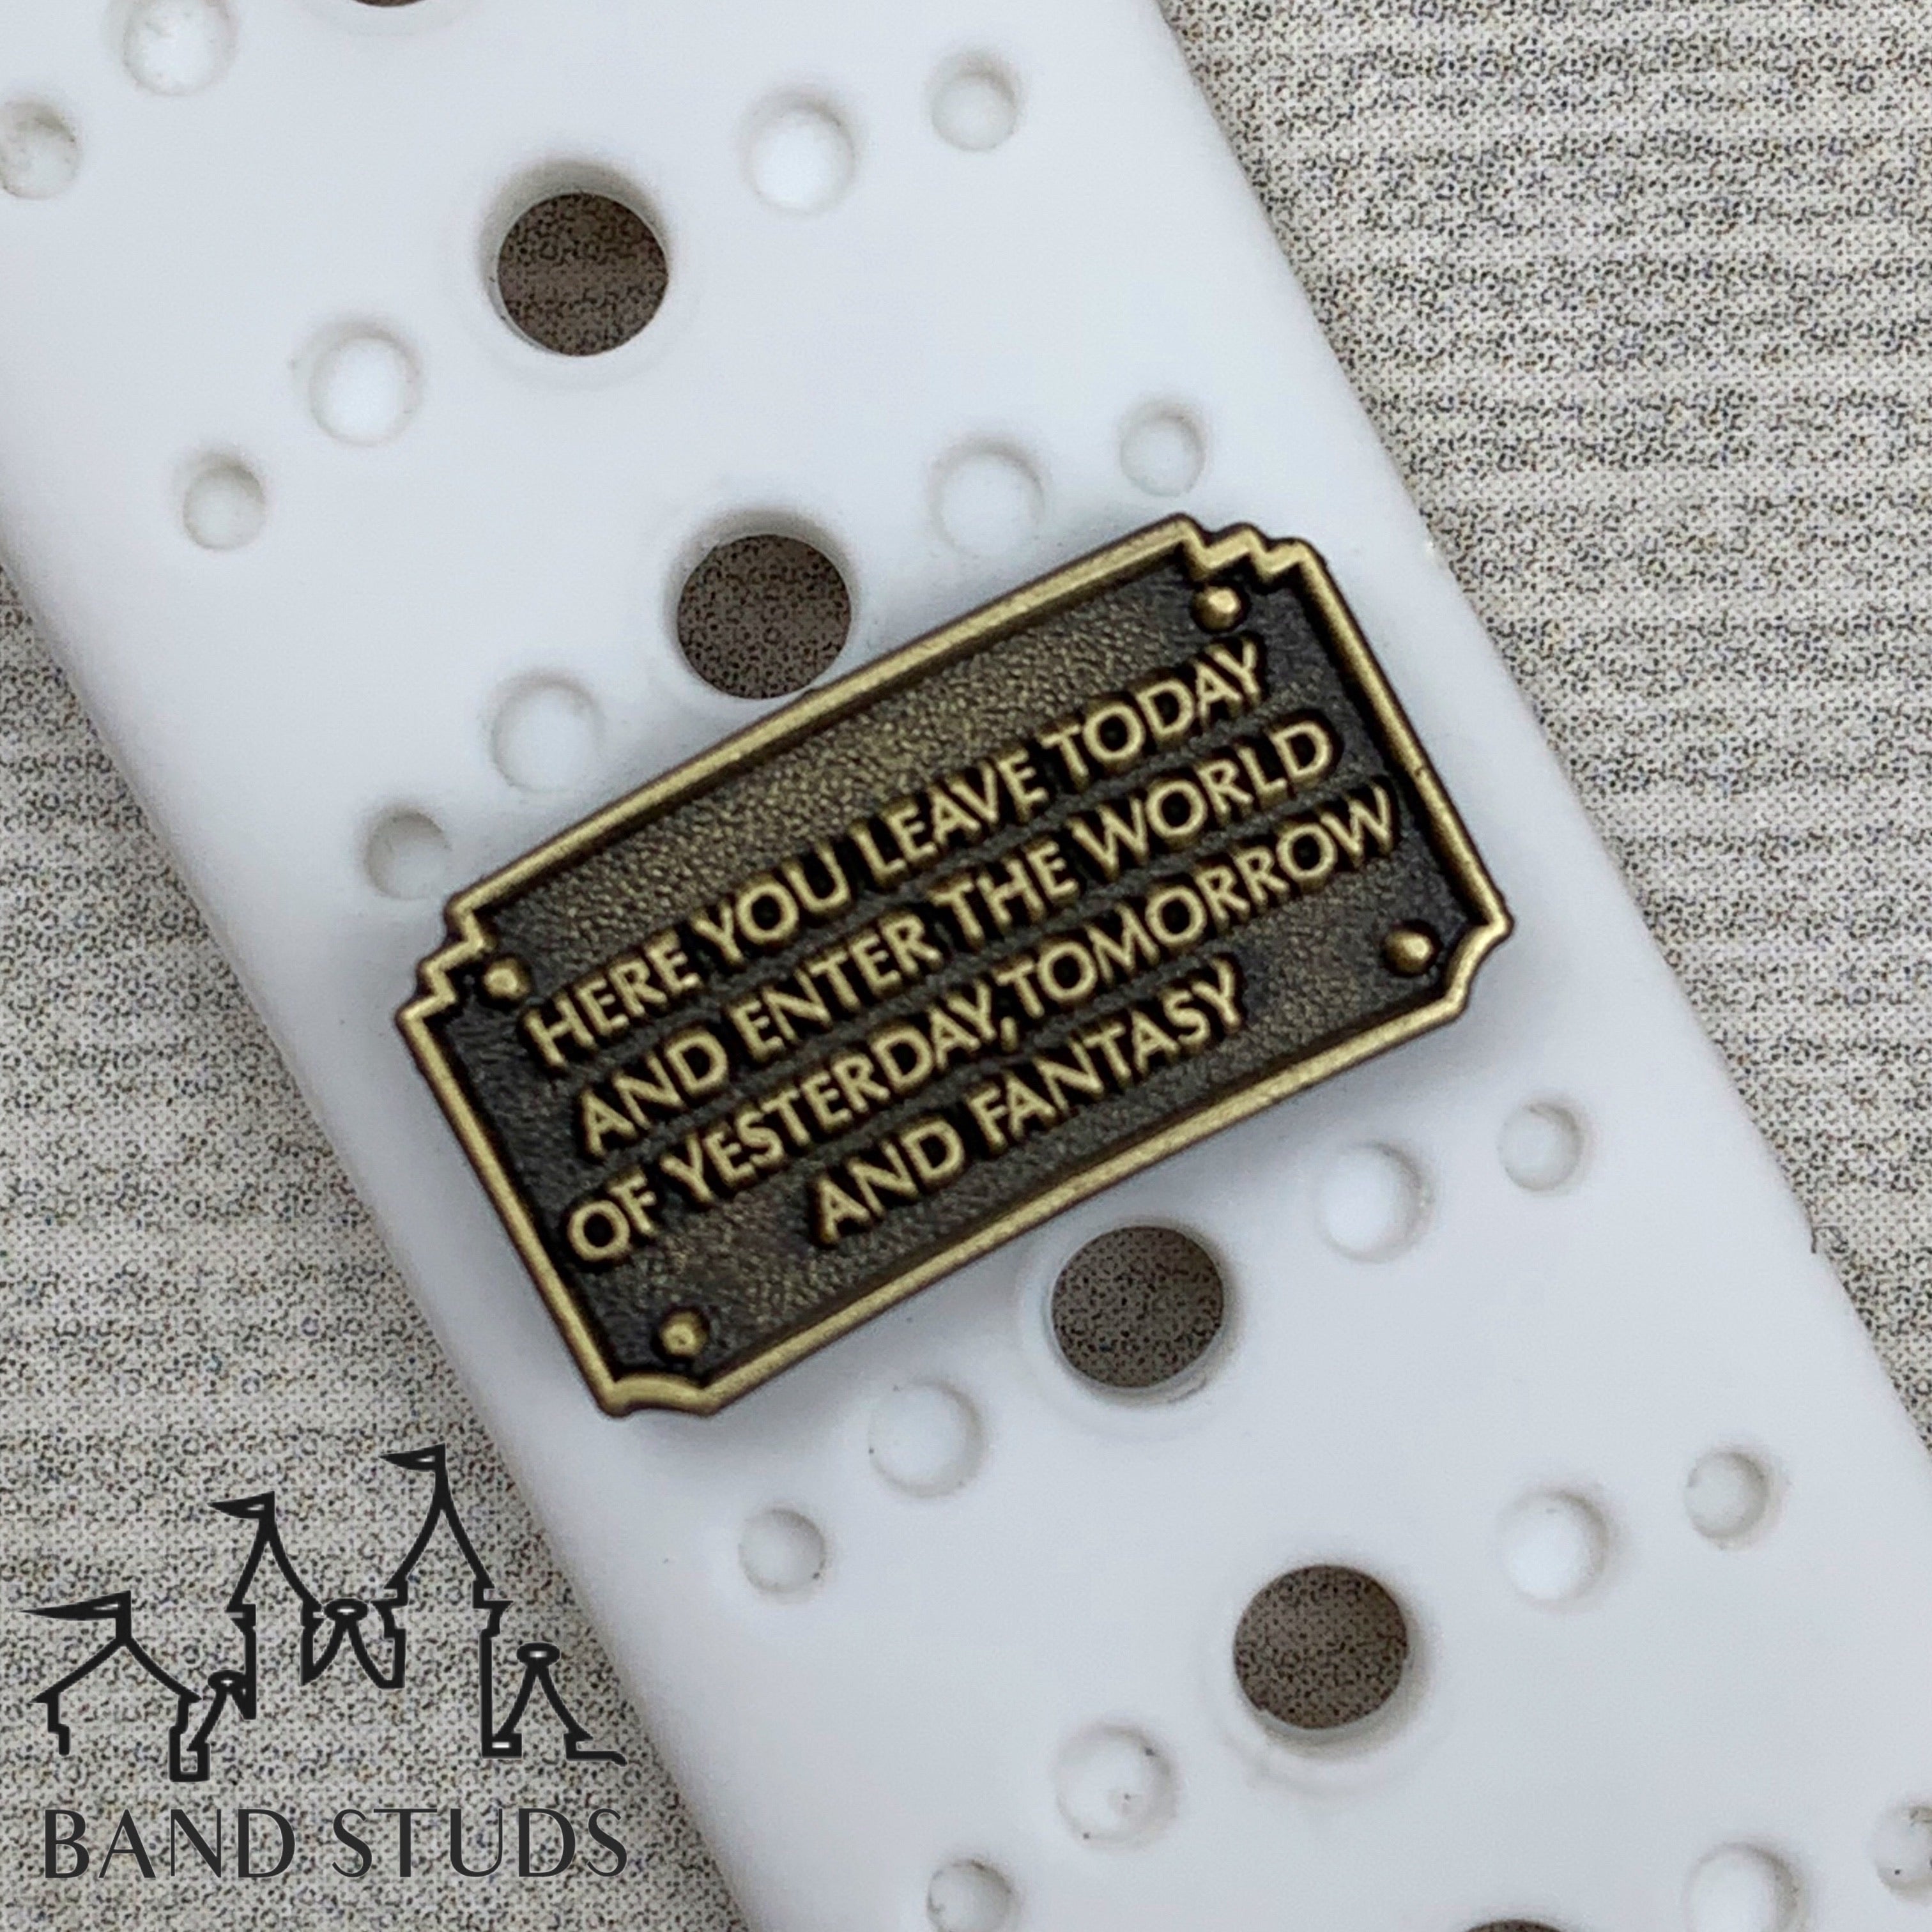 HERE YOU LEAVE TODAY
AND ENTER THE WORLD
OF YESTERDAY, TOMORROW
AND FANTASY
BAND STUDS